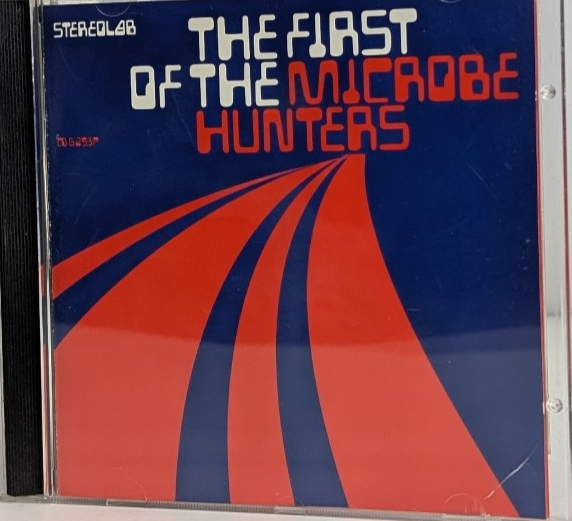 STEREOLAB
THE FIRST
OF THE MICROBE
HUNTERS